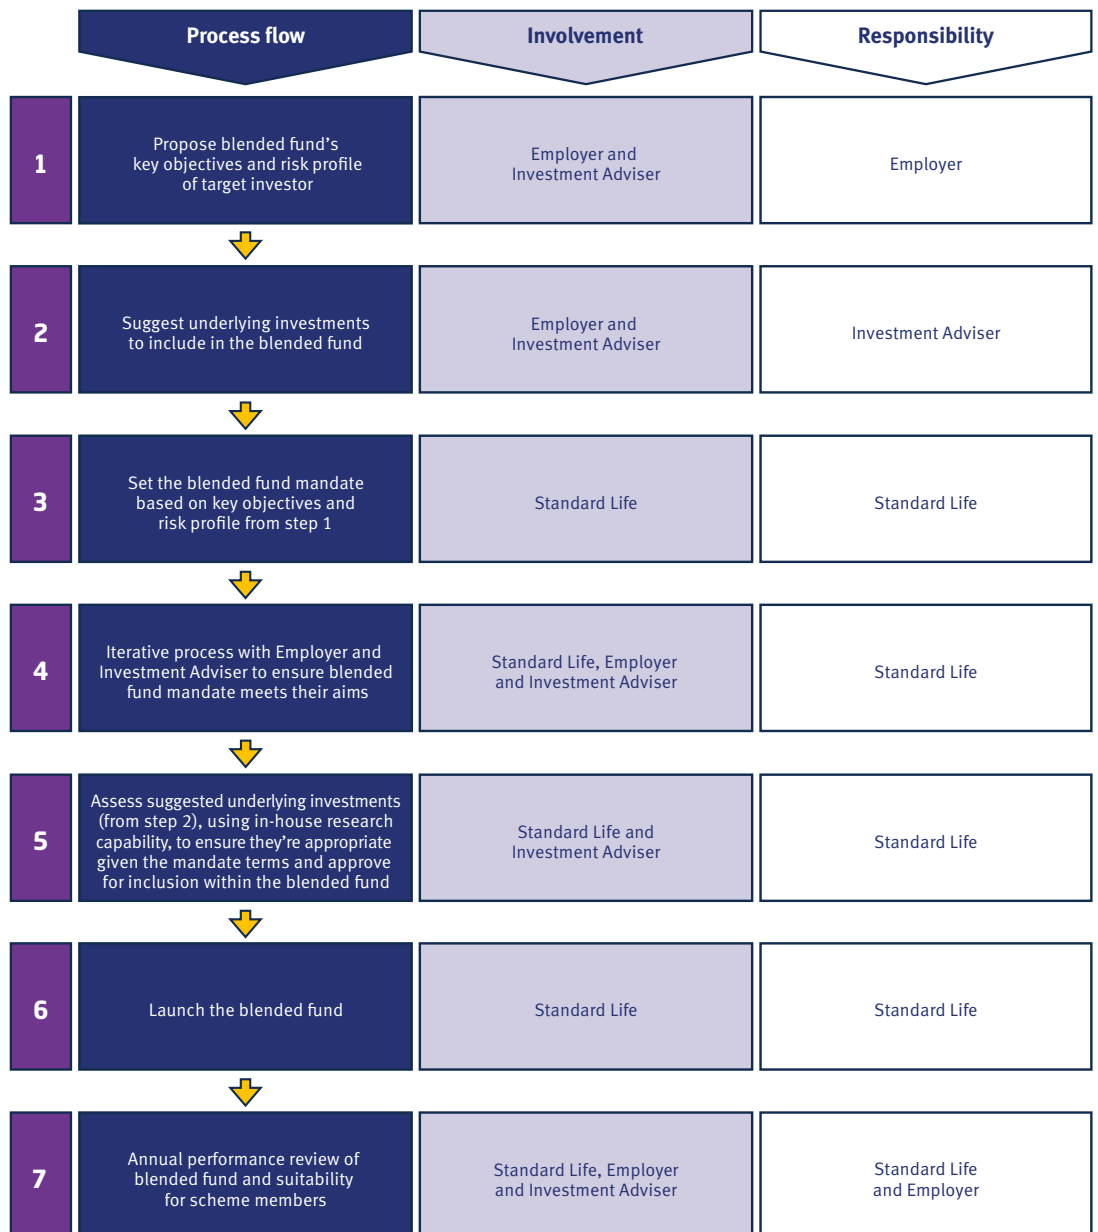 Process flow
Involvement
Responsibility
1
Propose blended fund's
key objectives and risk profile
of target investor
Employer and
Investment Adviser
Employer
2
Suggest underlying investments
to include in the blended fund
Employer and
Investment Adviser
Investment Adviser
3
Set the blended fund mandate
based on key objectives and
risk profile from step 1
Standard Life
Standard Life
4
Iterative process with Employer and
Investment Adviser to ensure blended
fund mandate meets their aims
Standard Life, Employer
and Investment Adviser
Standard Life
5
Assess suggested underlying investments
(from step 2), using in-house research
capability, to ensure they're appropriate
given the mandate terms and approve
for inclusion within the blended fund
Standard Life and
Investment Adviser
Standard Life
6
Launch the blended fund
Standard Life
Standard Life
7
Annual performance review of
blended fund and suitability
for scheme members
Standard Life, Employer
and Investment Adviser
Standard Life
and Employer